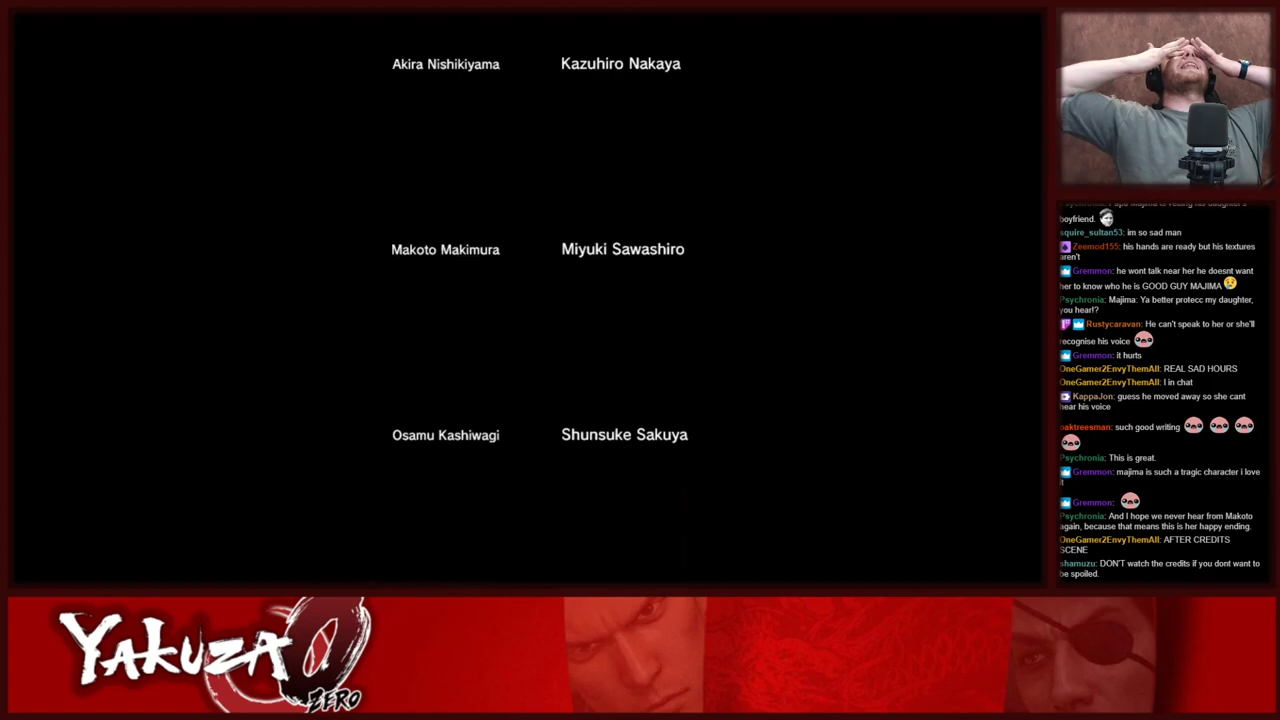 Akira Nishikiyama Kazuhiro Nakaya
Makoto Makimura Miyuki Sawashiro
Osamu Kashiwagi Shunsuke Sakuya
boyfriend.
squire_sultan53: im so sad man
Zeemod155: his hands are ready but his textures
aren't
Gremmon: he wont talk near her he doesnt want
her to know who he is GOOD GUY MAJIMA
Psychronia: Majima: Ya better protecc my daughter,
you hear!?
Rustycaravan: He can't speak to her or she'll
recognise his voice
Gremmon: it hurts
OneGamer2EnvyThemAll: REAL SAD HOURS
OneGamer2EnvyThemAll: I in chat
KappaJon: guess he moved away so she cant
hear his voice
oaktreesman: such good writing
Psychronia: This is great.
Gremmon: majima is such a tragic character i love
it
Gremmon:
Psychronia: And I hope we never hear from Makoto
again, because that means this is her happy ending.
OneGamer2EnvyThemAll: AFTER CREDITS
SCENE
shamuzu: DON'T watch the credits if you dont want to
be spoiled.
YAKUZA 0
ZERO